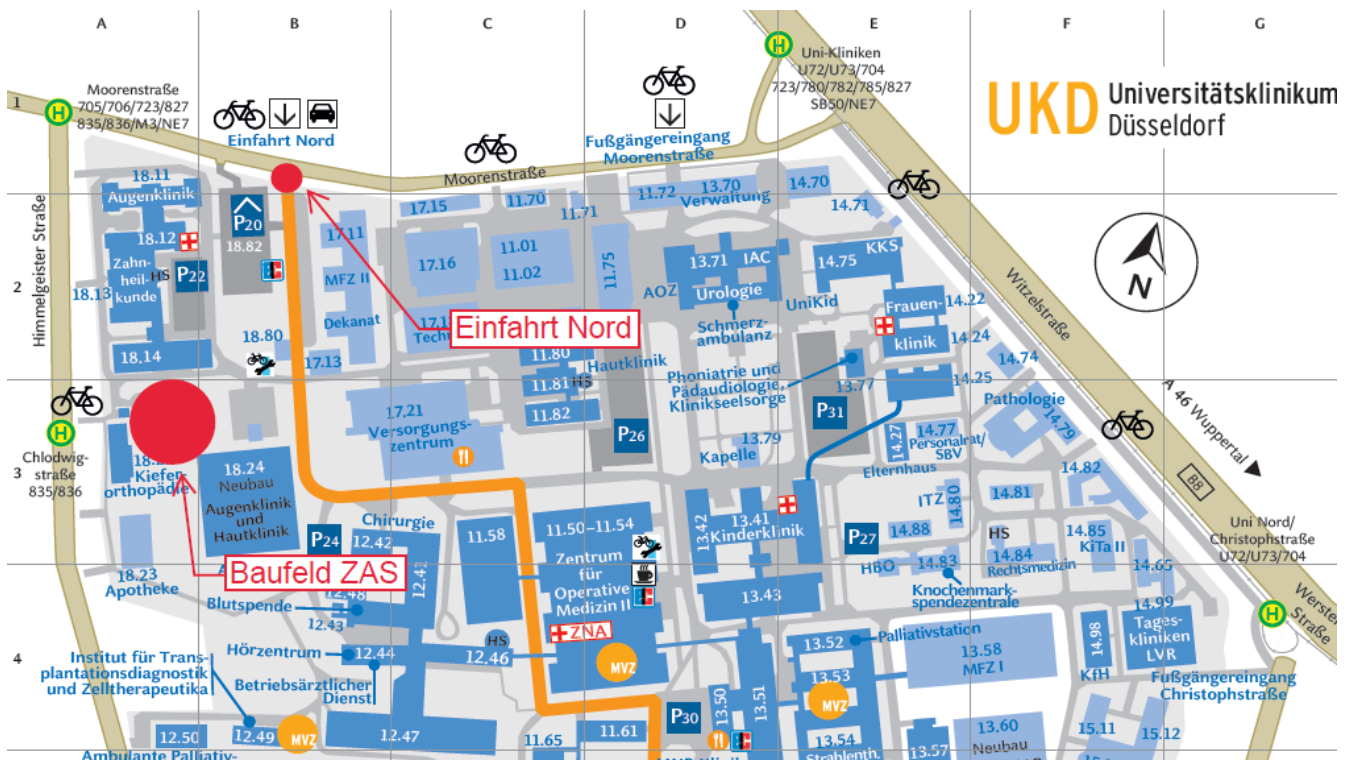 A
B
C
D
E
F
G
1
2
3
4
Moorenstraße
705/706/723/827
835/836/M3/NE7
H
Einfahrt Nord
Moorenstraße
Fußgängereingang
Moorenstraße
H
Uni-Kliniken
U72/U73/704
723/780/782/785/827
SB50/NE7
UKD
Universitätsklinikum
Düsseldorf
N
Himmelgeister Straße
Witzelstraße
18.11
Augenklinik
18.12
Zahn-
heil-
kunde
HS
P22
18.13
18.14
P20
18.82
18.80
17.11
MFZ II
Dekanat
17.13
17.15
17.16
11.70
11.71
11.01
11.02
11.75
Einfahrt Nord
11.80
11.81
HS
11.82
Hautklinik
P26
11.72
13.70
Verwaltung
14.70
14.71
13.71
IAC
Urologie
AOZ
Schmerz-
ambulanz
UniKid
14.75
KKS
Frauen-
klinik
14.22
14.24
14.25
14.74
Phoniatrie und
Pädaudiologie,
Klinikseelsorge
13.77
P31
Pathologie
14.79
A 46 Wuppertal
B8
H
Chlodwig-
straße
835/836
Kiefer-
orthopädie
18.24
Neubau
Augenklinik
und
Hautklinik
17.21
Versorgungs-
zentrum
13.79
Kapelle
14.27
14.77
Personalrat/
SBV
Elternhaus
ITZ
14.80
14.81
14.82
HS
14.85
KiTa II
14.84
Rechtsmedizin
14.88
P27
HBO
14.83
Knochenmark-
spendezentrale
14.65
14.99
Uni Nord/
Christophstraße
U72/U73/704
H
P24
Chirurgie
12.42
12.41
11.58
11.50–11.54
Zentrum
für
Operative
Medizin II
ZNA
MVZ
13.42
13.41
Kinderklinik
13.43
Baufeld ZAS
18.23
Apotheke
Blutspende
12.48
12.43
Hörzentrum
12.44
HS
12.46
Betriebsärztlicher
Dienst
Institut für Trans-
plantationsdiagnostik
und Zelltherapeutika
12.50
12.49
MVZ
12.47
11.65
11.61
P30
13.50
13.51
13.52
Palliativstation
13.53
MVZ
13.54
Strahlenth.
13.57
13.58
MFZ I
13.60
Neubau
14.98
KfH
Tages-
kliniken
LVR
15.11
15.12
Fußgängereingang
Christophstraße
Werstener
Straße
Ambulante Palliativ-